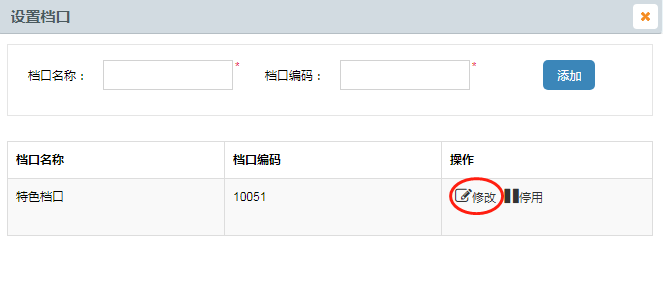 设置档口
档口名称： * 档口编码： * 添加
档口名称 档口编码 操作
特色档口 10051 修改 停用